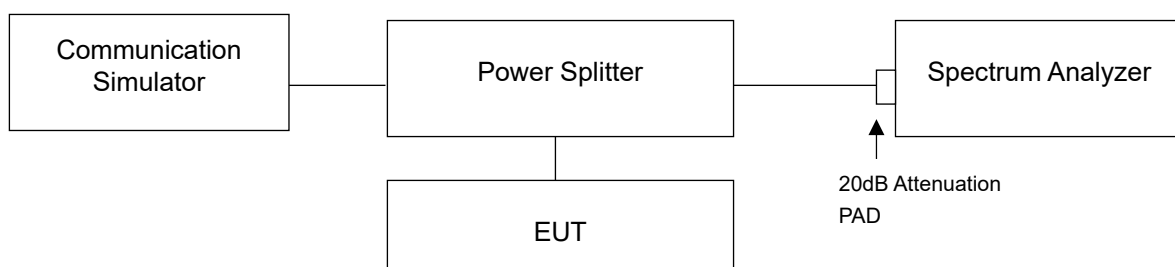 Communication
Simulator
Power Splitter
Spectrum Analyzer
20dB Attenuation
PAD
EUT